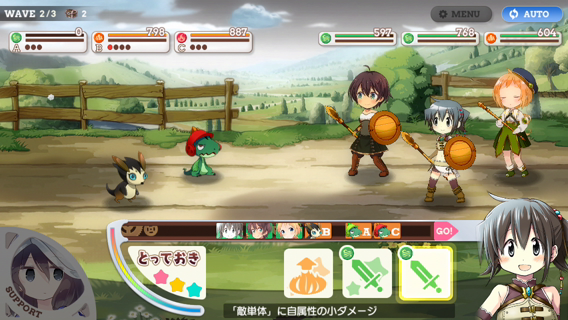 WAVE 2/3 2
MENU
AUTO
A 0
B 798
C 887
597
768
604
B A C GO!
とっておき
SUPPORT
「敵単体」に自属性の小ダメージ